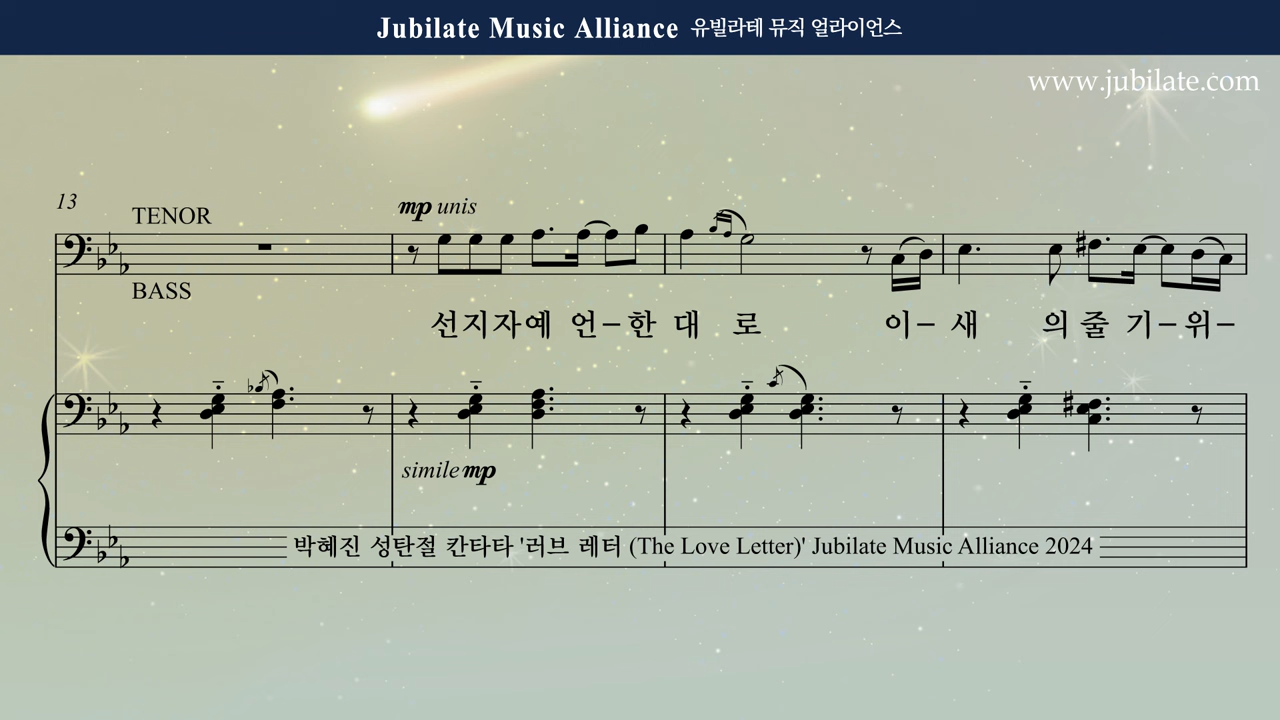 Jubilate Music Alliance 유빌라테 뮤직 얼라이언스
www.jubilate.com
13
TENOR
mp unis
BASS
선지자예 언-한 대 로 이- 새 의 줄 기-위-
simile mp
박혜진 성탄절 칸타타 '러브 레터 (The Love Letter)' Jubilate Music Alliance 2024